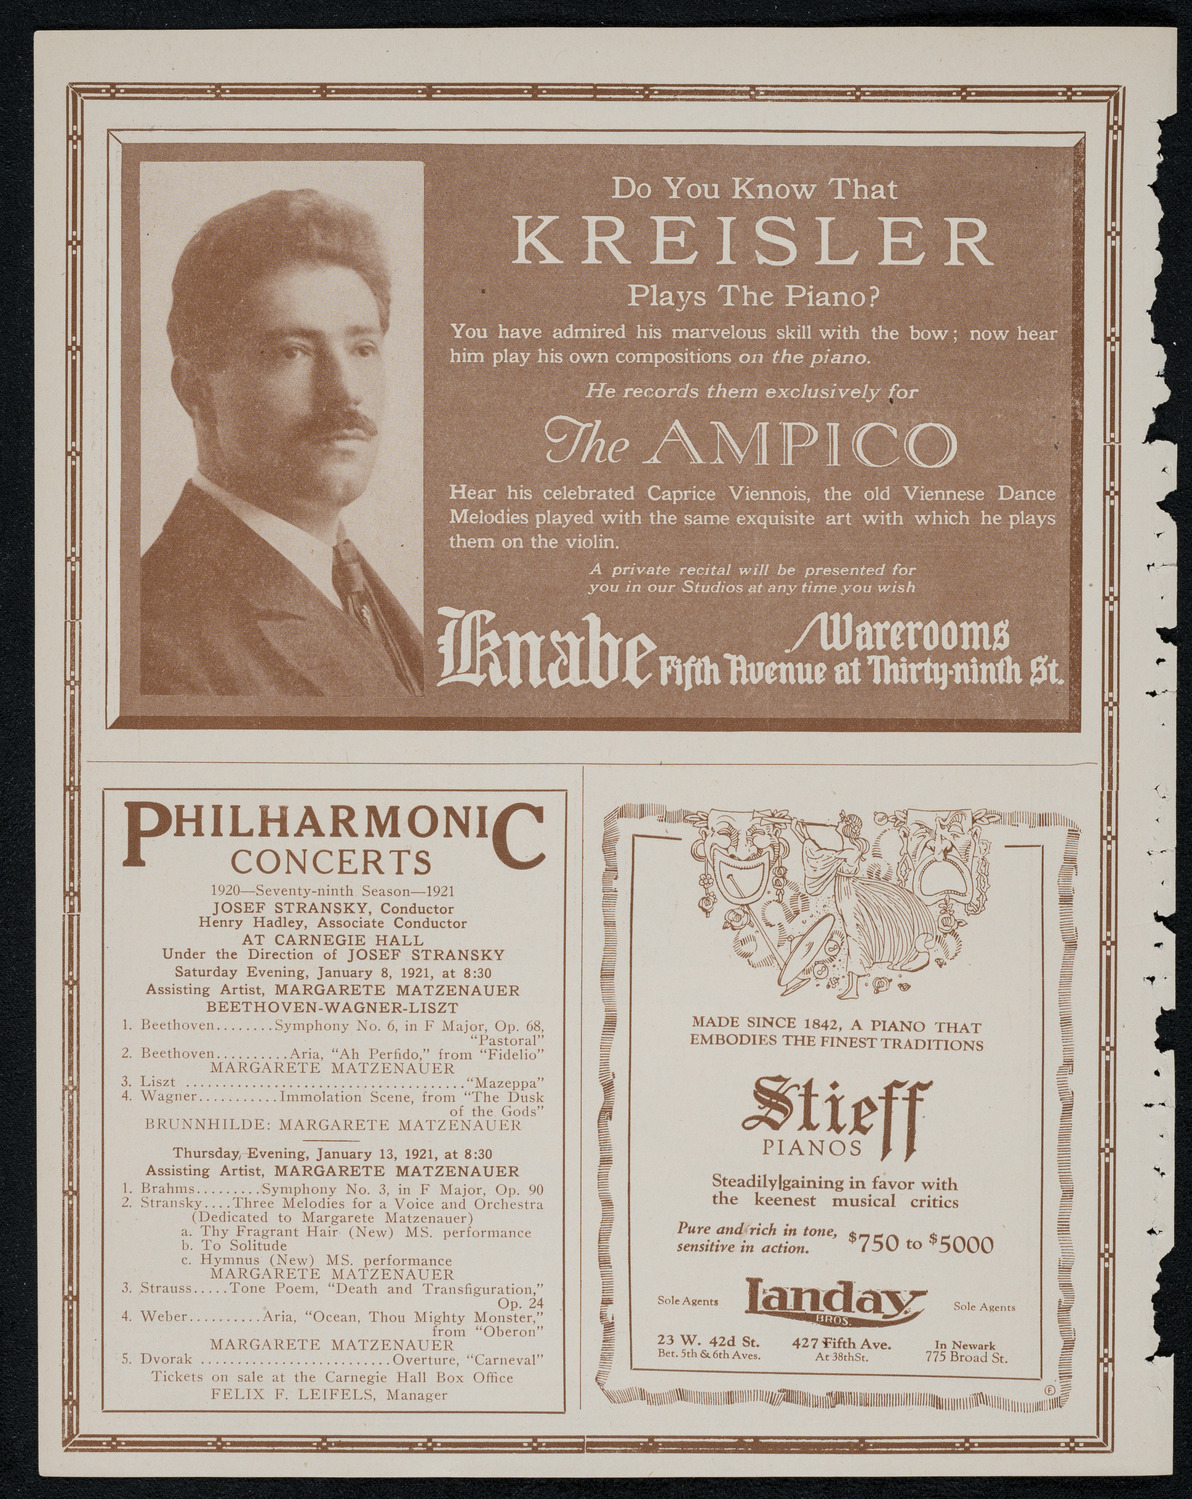 Do You Know That
KREISLER
Plays The Piano?
You have admired his marvelous skill with the bow; now hear
him play his own compositions on the piano.
He records them exclusively for
The AMPICO
Hear his celebrated Caprice Viennois, the old Viennese Dance
Melodies played with the same exquisite art with which he plays
them on the violin.
A private recital will be presented for
you in our Studios at any time you wish
Knabe Warerooms
Fifth Avenue at Thirty-ninth St.
PHILHARMONIC
CONCERTS
1920—Seventy-ninth Season—1921
JOSEF STRANSKY, Conductor
Henry Hadley, Associate Conductor
AT CARNEGIE HALL
Under the Direction of JOSEF STRANSKY
Saturday Evening, January 8, 1921, at 8:30
Assisting Artist, MARGARETE MATZENAUER
BEETHOVEN-WAGNER-LISZT
1. Beethoven........Symphony No. 6, in F Major, Op. 68,
"Pastoral"
2. Beethoven..........Aria, "Ah Perfido," from "Fidelio"
MARGARETE MATZENAUER
3. Liszt ......................................"Mazeppa"
4. Wagner...........Immolation Scene, from "The Dusk
of the Gods"
BRUNNHILDE: MARGARETE MATZENAUER
Thursday Evening, January 13, 1921, at 8:30
Assisting Artist, MARGARETE MATZENAUER
1. Brahms.........Symphony No. 3, in F Major, Op. 90
2. Stransky....Three Melodies for a Voice and Orchestra
(Dedicated to Margarete Matzenauer)
a. Thy Fragrant Hair (New) MS. performance
b. To Solitude
c. Hymnus (New) MS. performance
MARGARETE MATZENAUER
3. Strauss.....Tone Poem, "Death and Transfiguration,"
Op. 24
4. Weber..........Aria, "Ocean, Thou Mighty Monster,"
from "Oberon"
MARGARETE MATZENAUER
5. Dvorak ..........................Overture, "Carneval"
Tickets on sale at the Carnegie Hall Box Office
FELIX F. LEIFELS, Manager
MADE SINCE 1842, A PIANO THAT
EMBODIES THE FINEST TRADITIONS
Stieff
PIANOS
Steadily gaining in favor with
the keenest musical critics
Pure and rich in tone,
sensitive in action.
$750 to $5000
Sole Agents
Landay
BROS.
Sole Agents
23 W. 42d St.
Bet. 5th & 6th Aves.
427 Fifth Ave.
At 38th St.
In Newark
775 Broad St.
F